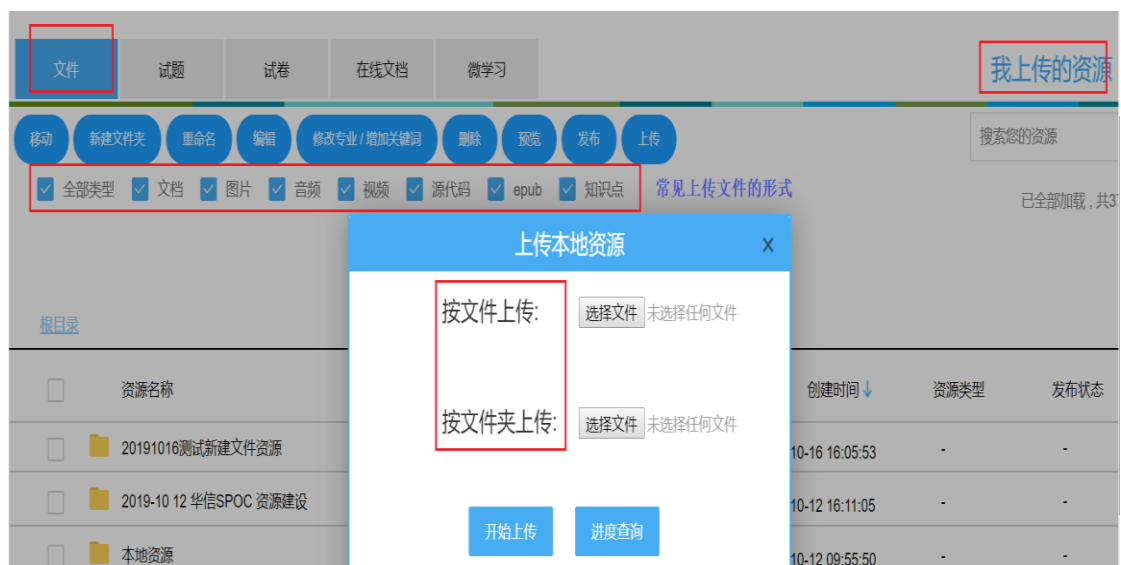 文件 试题 试卷 在线文档 微学习 我上传的资源
移动 新建文件夹 重命名 编辑 修改专业 / 增加关键词 删除 预览 发布 上传 搜索您的资源
全部类型 文档 图片 音频 视频 源代码 epub 知识点 常见上传文件的形式
已全部加载 , 共37
上传本地资源 x
按文件上传: 选择文件 未选择任何文件
根目录
资源名称 创建时间↓ 资源类型 发布状态
按文件夹上传: 选择文件 未选择任何文件
20191016测试新建文件资源 10-16 16:05:53 - -
2019-10 12 华信SPOC 资源建设 10-12 16:11:05 - -
开始上传 进度查询
本地资源 10-12 09:55:50 - -